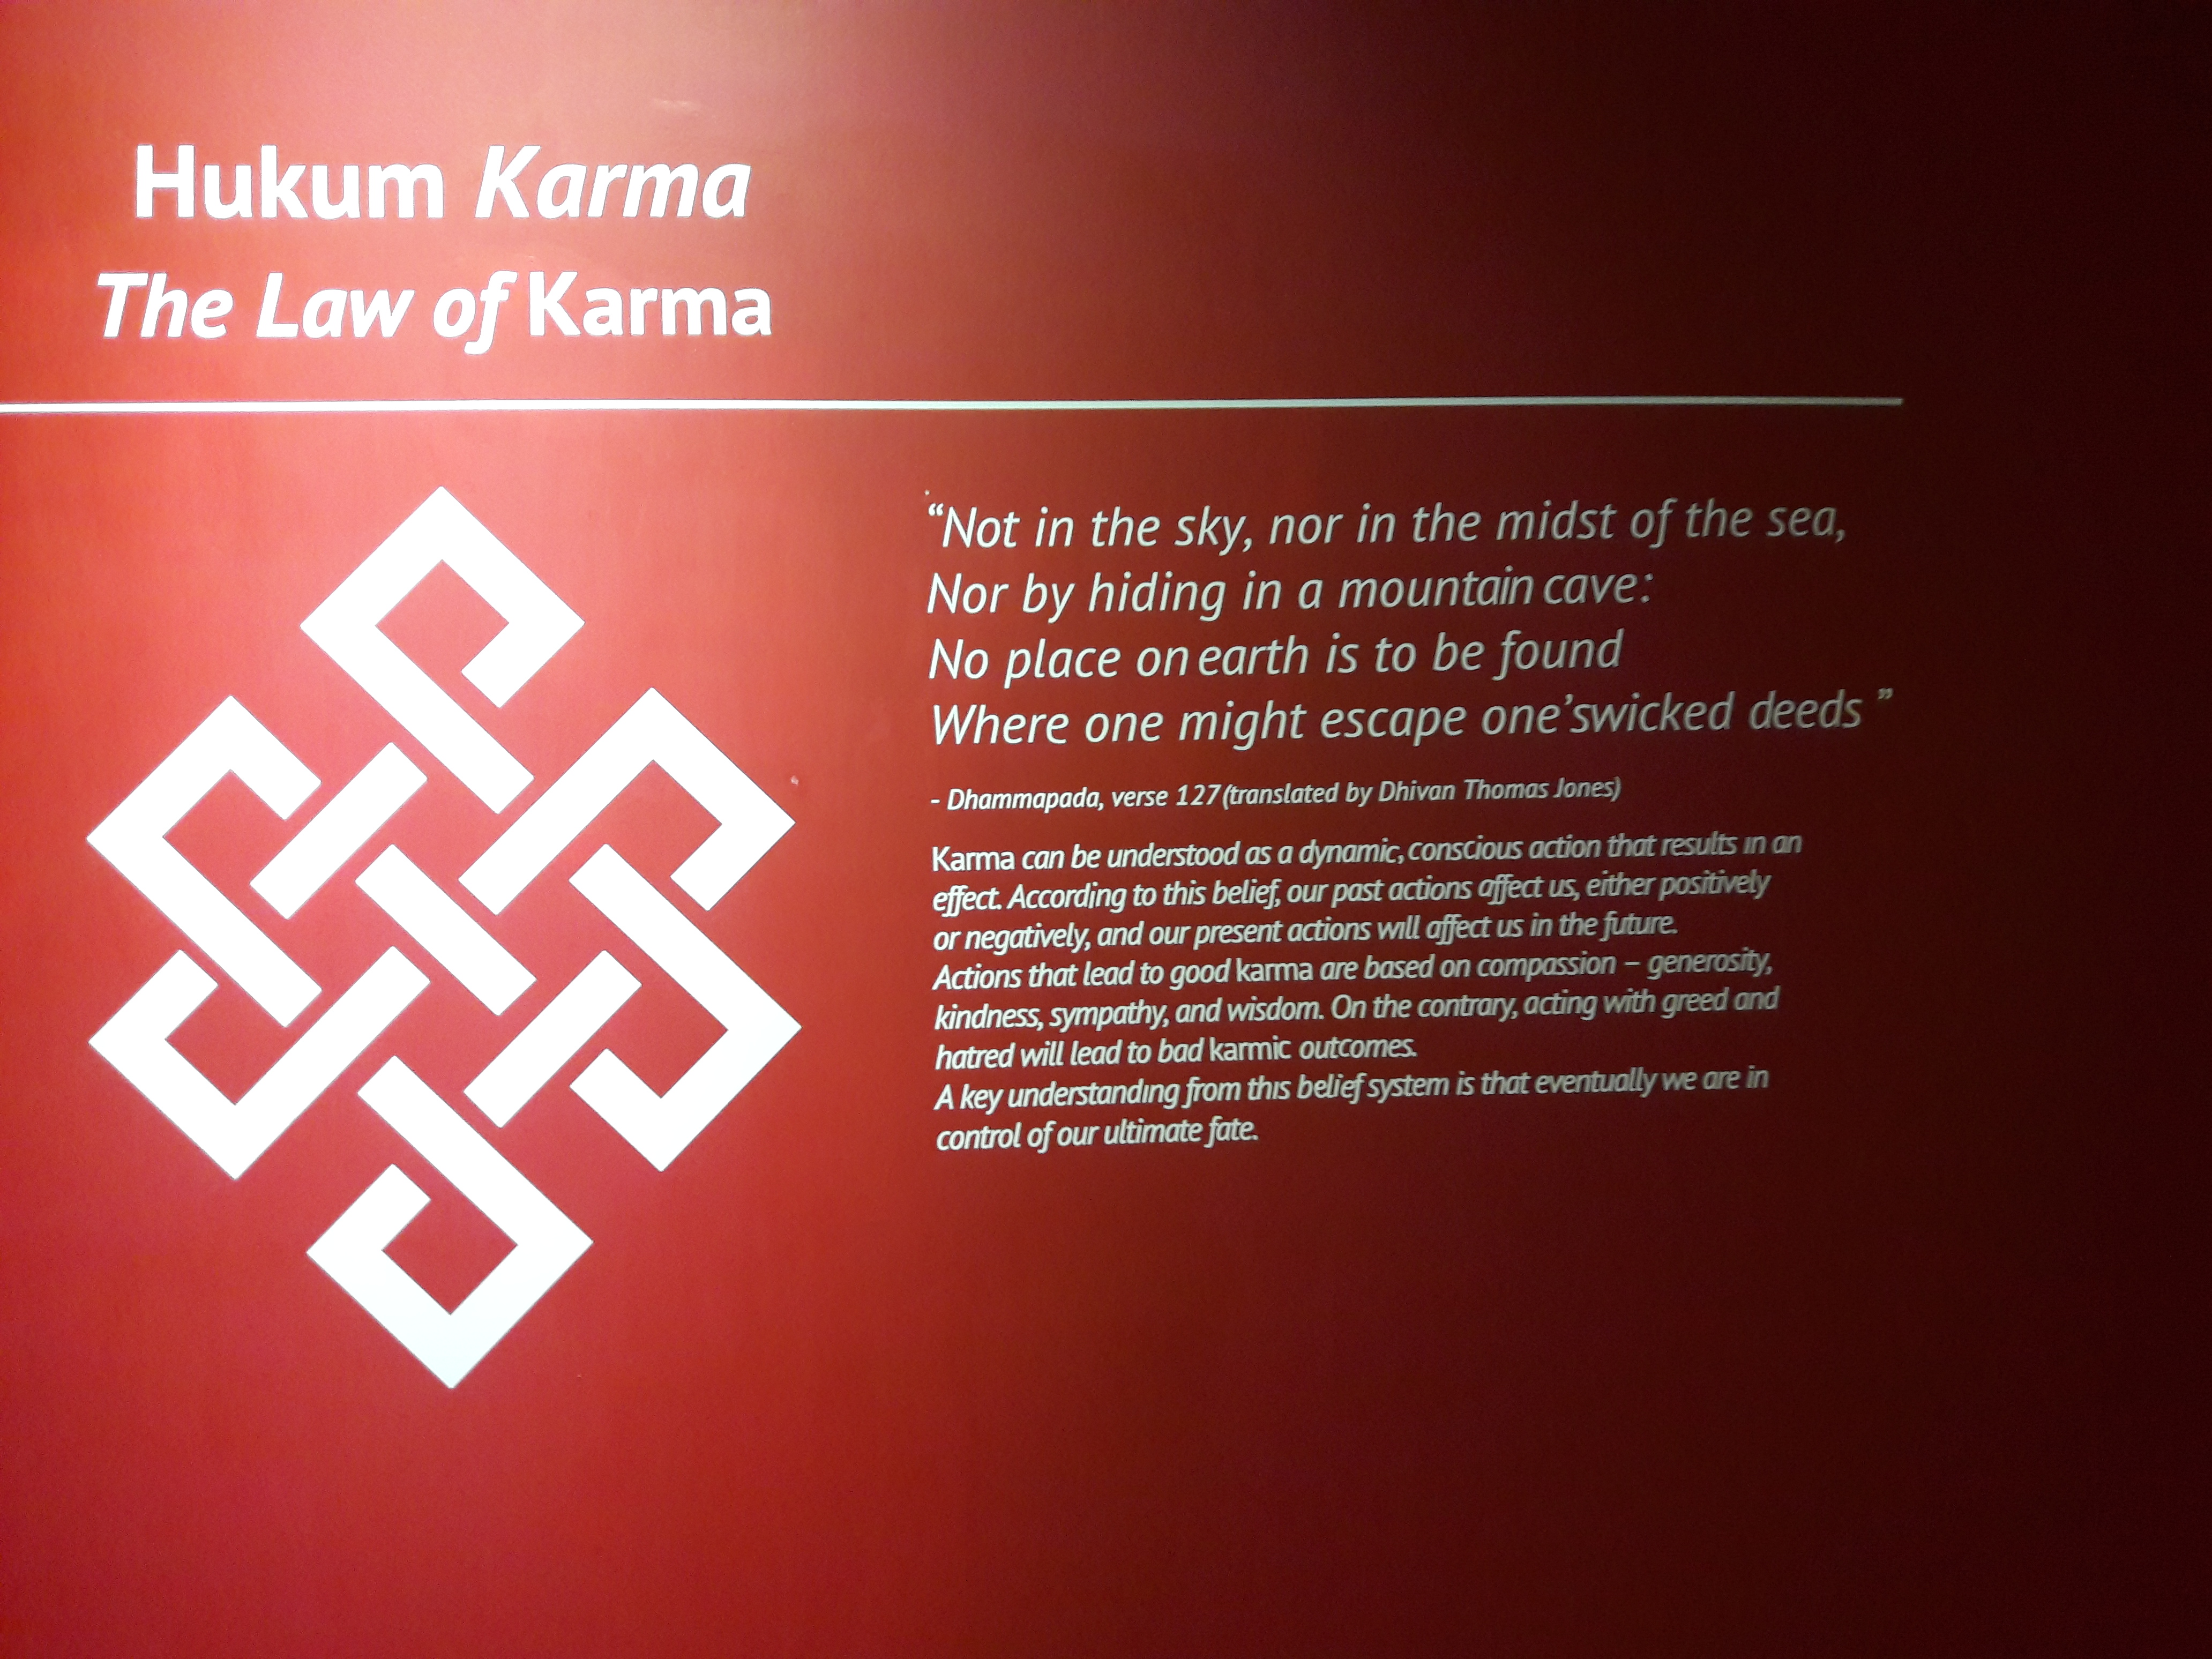 Hukum Karma
The Law of Karma
“Not in the sky, nor in the midst of the sea,
Nor by hiding in a mountain cave:
No place on earth is to be found
Where one might escape one’swicked deeds ”
- Dhammapada, verse 127(translated by Dhivan Thomas Jones)
Karma can be understood as a dynamic, conscious action that results in an
effect. According to this belief, our past actions affect us, either positively
or negatively, and our present actions will affect us in the future.
Actions that lead to good karma are based on compassion – generosity,
kindness, sympathy, and wisdom. On the contrary, acting with greed and
hatred will lead to bad karmic outcomes.
A key understanding from this belief system is that eventually we are in
control of our ultimate fate.